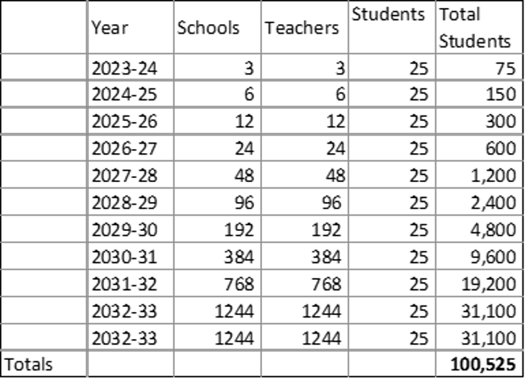 Year Schools Teachers Students Total Students
2023-24 3 3 25 75
2024-25 6 6 25 150
2025-26 12 12 25 300
2026-27 24 24 25 600
2027-28 48 48 25 1,200
2028-29 96 96 25 2,400
2029-30 192 192 25 4,800
2030-31 384 384 25 9,600
2031-32 768 768 25 19,200
2032-33 1244 1244 25 31,100
2032-33 1244 1244 25 31,100
Totals 100,525